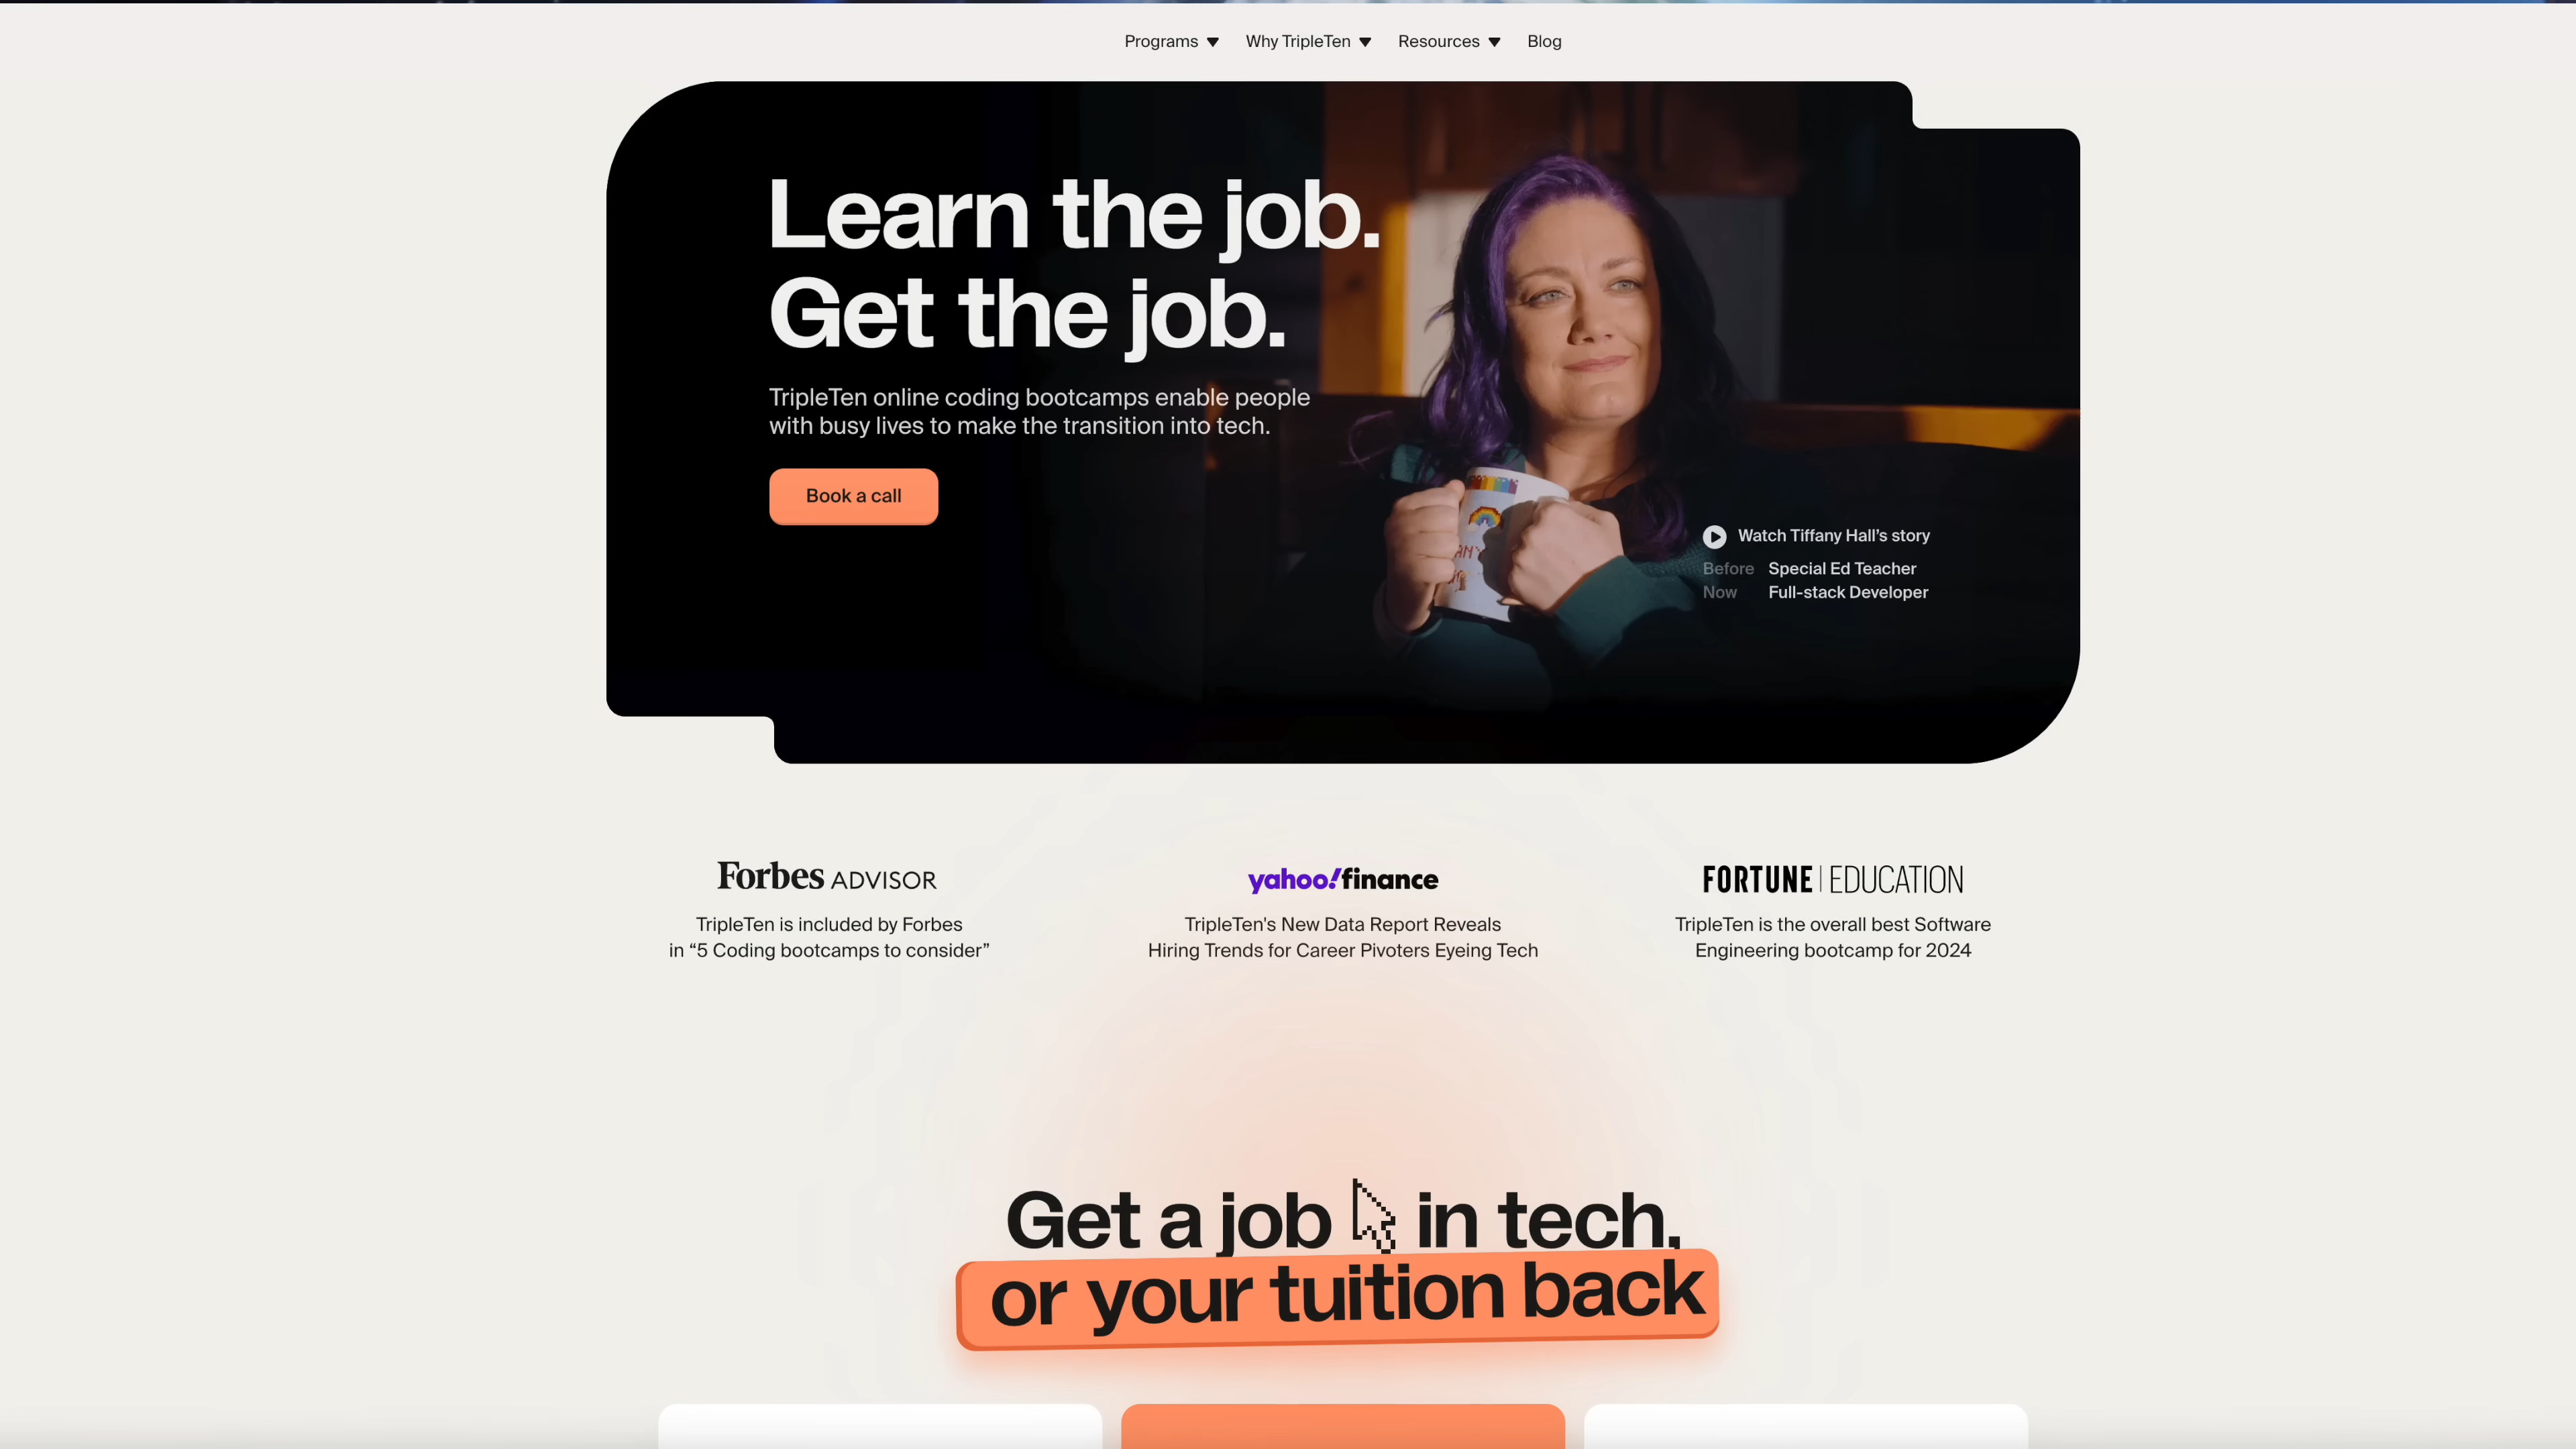 Programs
Why TripleTen
Resources
Blog
Learn the job.
Get the job.
TripleTen online coding bootcamps enable people
with busy lives to make the transition into tech.
Book a call
Watch Tiffany Hall’s story
Before Special Ed Teacher
Now Full-stack Developer
Forbes ADVISOR
TripleTen is included by Forbes
in “5 Coding bootcamps to consider”
yahoo!finance
TripleTen's New Data Report Reveals
Hiring Trends for Career Pivoters Eyeing Tech
FORTUNE | EDUCATION
TripleTen is the overall best Software
Engineering bootcamp for 2024
Get a job in tech,
or your tuition back